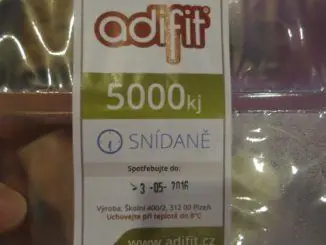 adifit
5000kj
SNÍDANĚ
Spotřebujte do:
3 -05- 2016
Výroba: Školní 400/2, 312 00 Plzeň
Uchovejte při teplotě do 8°C
www.adifit.cz